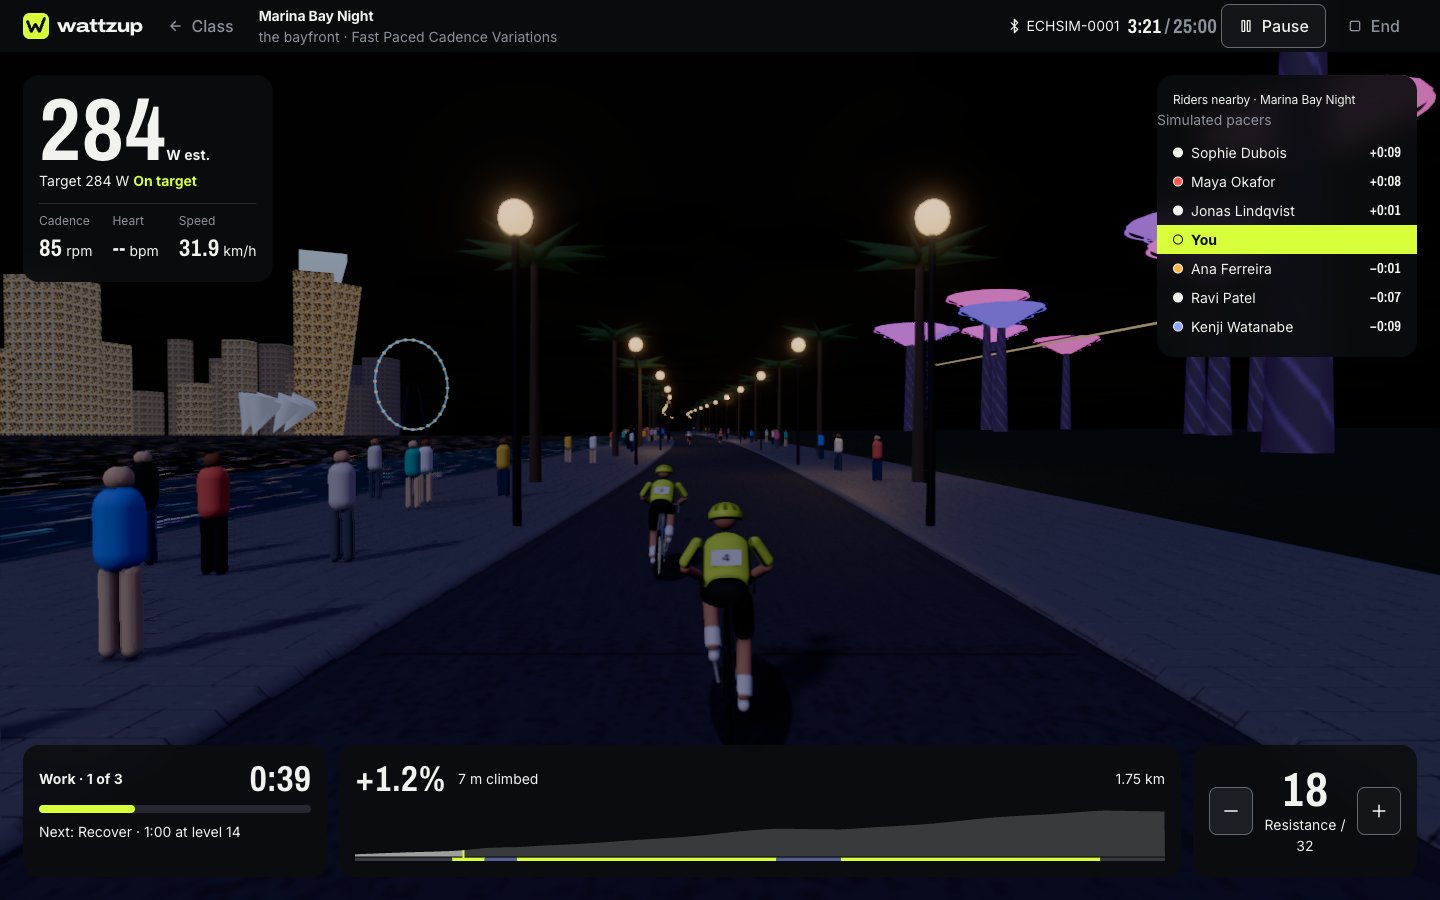 wattzup
Class
Marina Bay Night
the bayfront · Fast Paced Cadence Variations
ECHSIM-0001 3:21 / 25:00
Pause
End
284 W est.
Target 284 W On target
Cadence Heart Speed
85 rpm -- bpm 31.9 km/h
Riders nearby · Marina Bay Night
Simulated pacers
Sophie Dubois +0:09
Maya Okafor +0:08
Jonas Lindqvist +0:01
You
Ana Ferreira −0:01
Ravi Patel −0:07
Kenji Watanabe −0:09
4
Work · 1 of 3 0:39
Next: Recover · 1:00 at level 14
+1.2% 7 m climbed 1.75 km
− 18 +
Resistance /
32